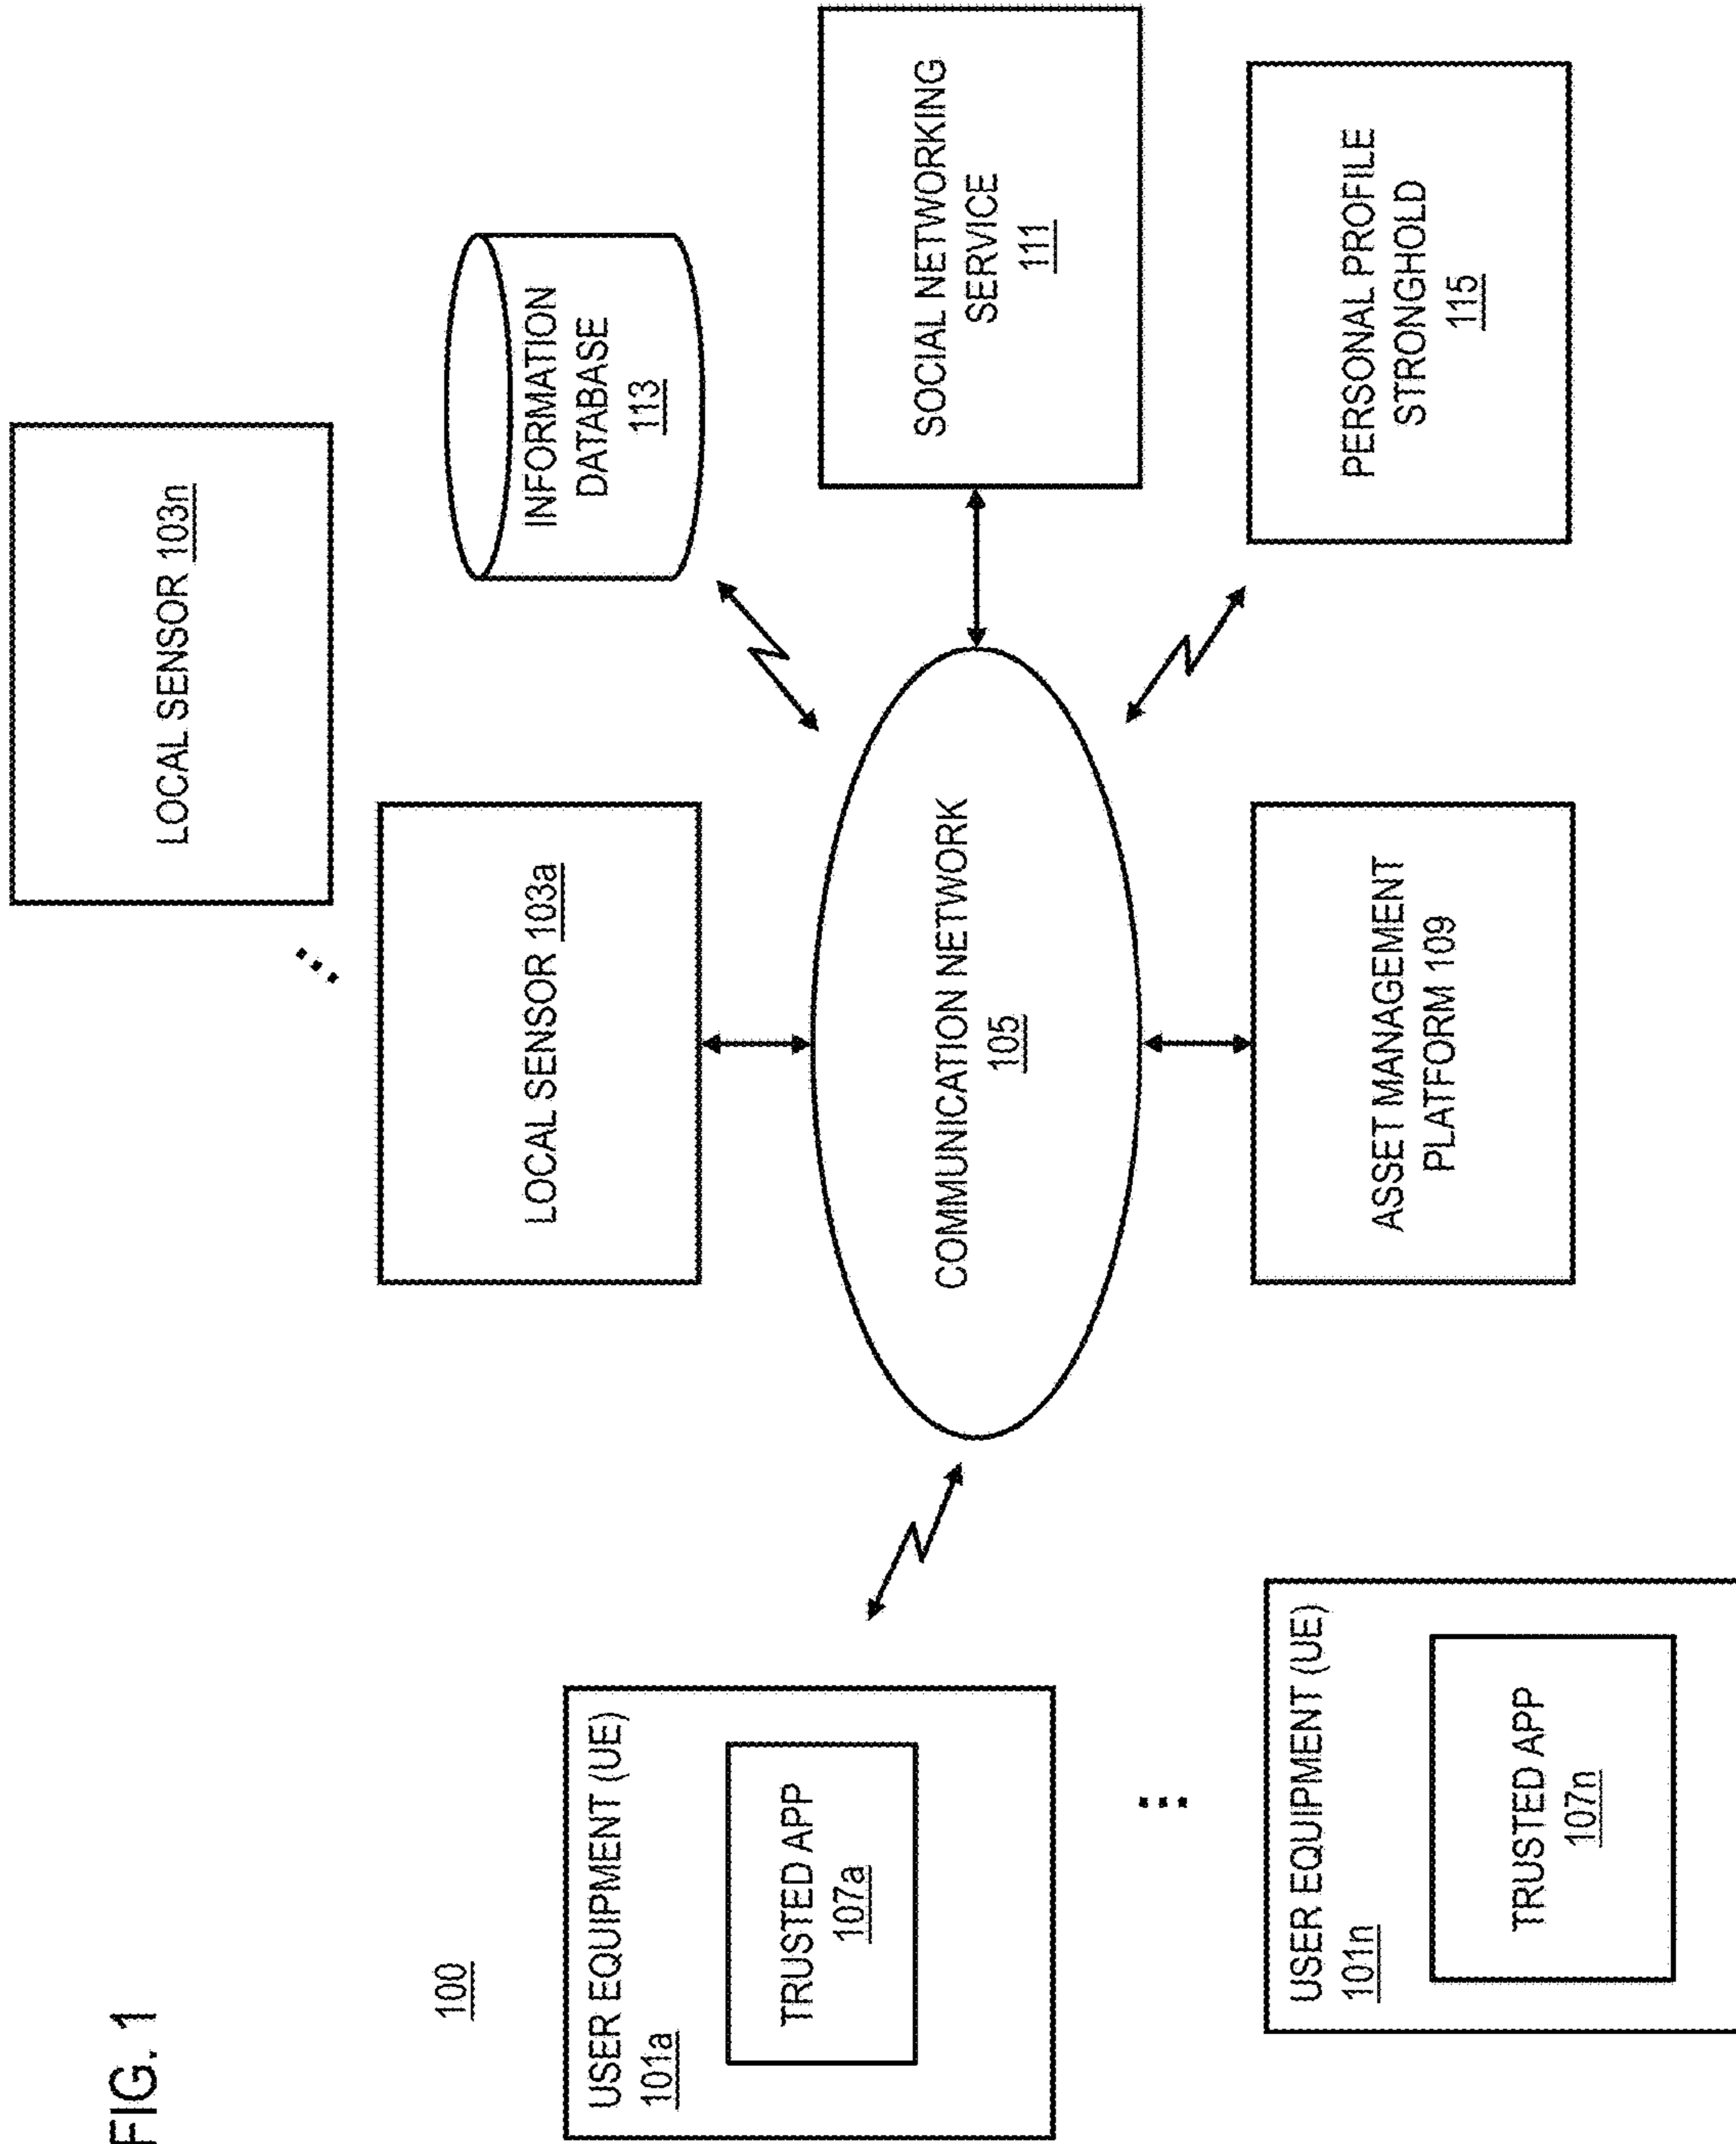 FIG. 1
100
LOCAL SENSOR 103n
LOCAL SENSOR 103a
INFORMATION
DATABASE
113
USER EQUIPMENT (UE)
101a
TRUSTED APP
107a
COMMUNICATION NETWORK
105
SOCIAL NETWORKING
SERVICE
111
USER EQUIPMENT (UE)
101n
TRUSTED APP
107n
ASSET MANAGEMENT
PLATFORM 109
PERSONAL PROFILE
STRONGHOLD
115